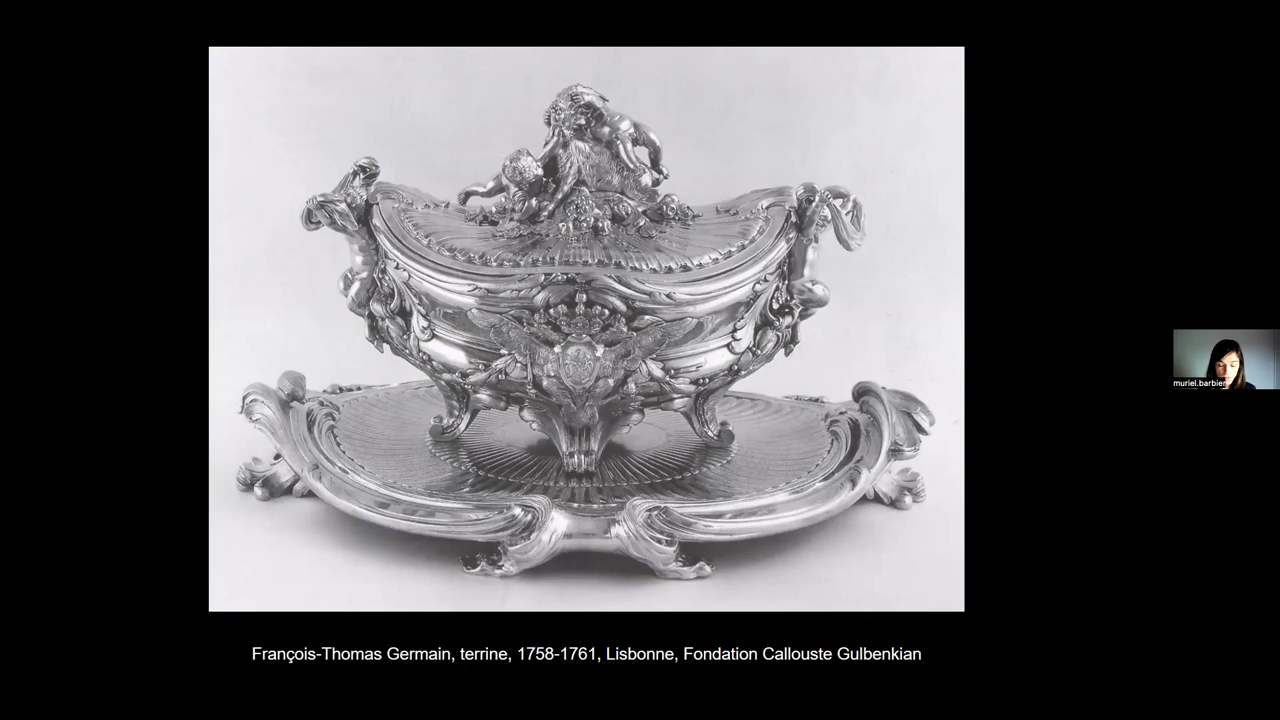 François-Thomas Germain, terrine, 1758-1761, Lisbonne, Fondation Callouste Gulbenkian
muriel.barbier